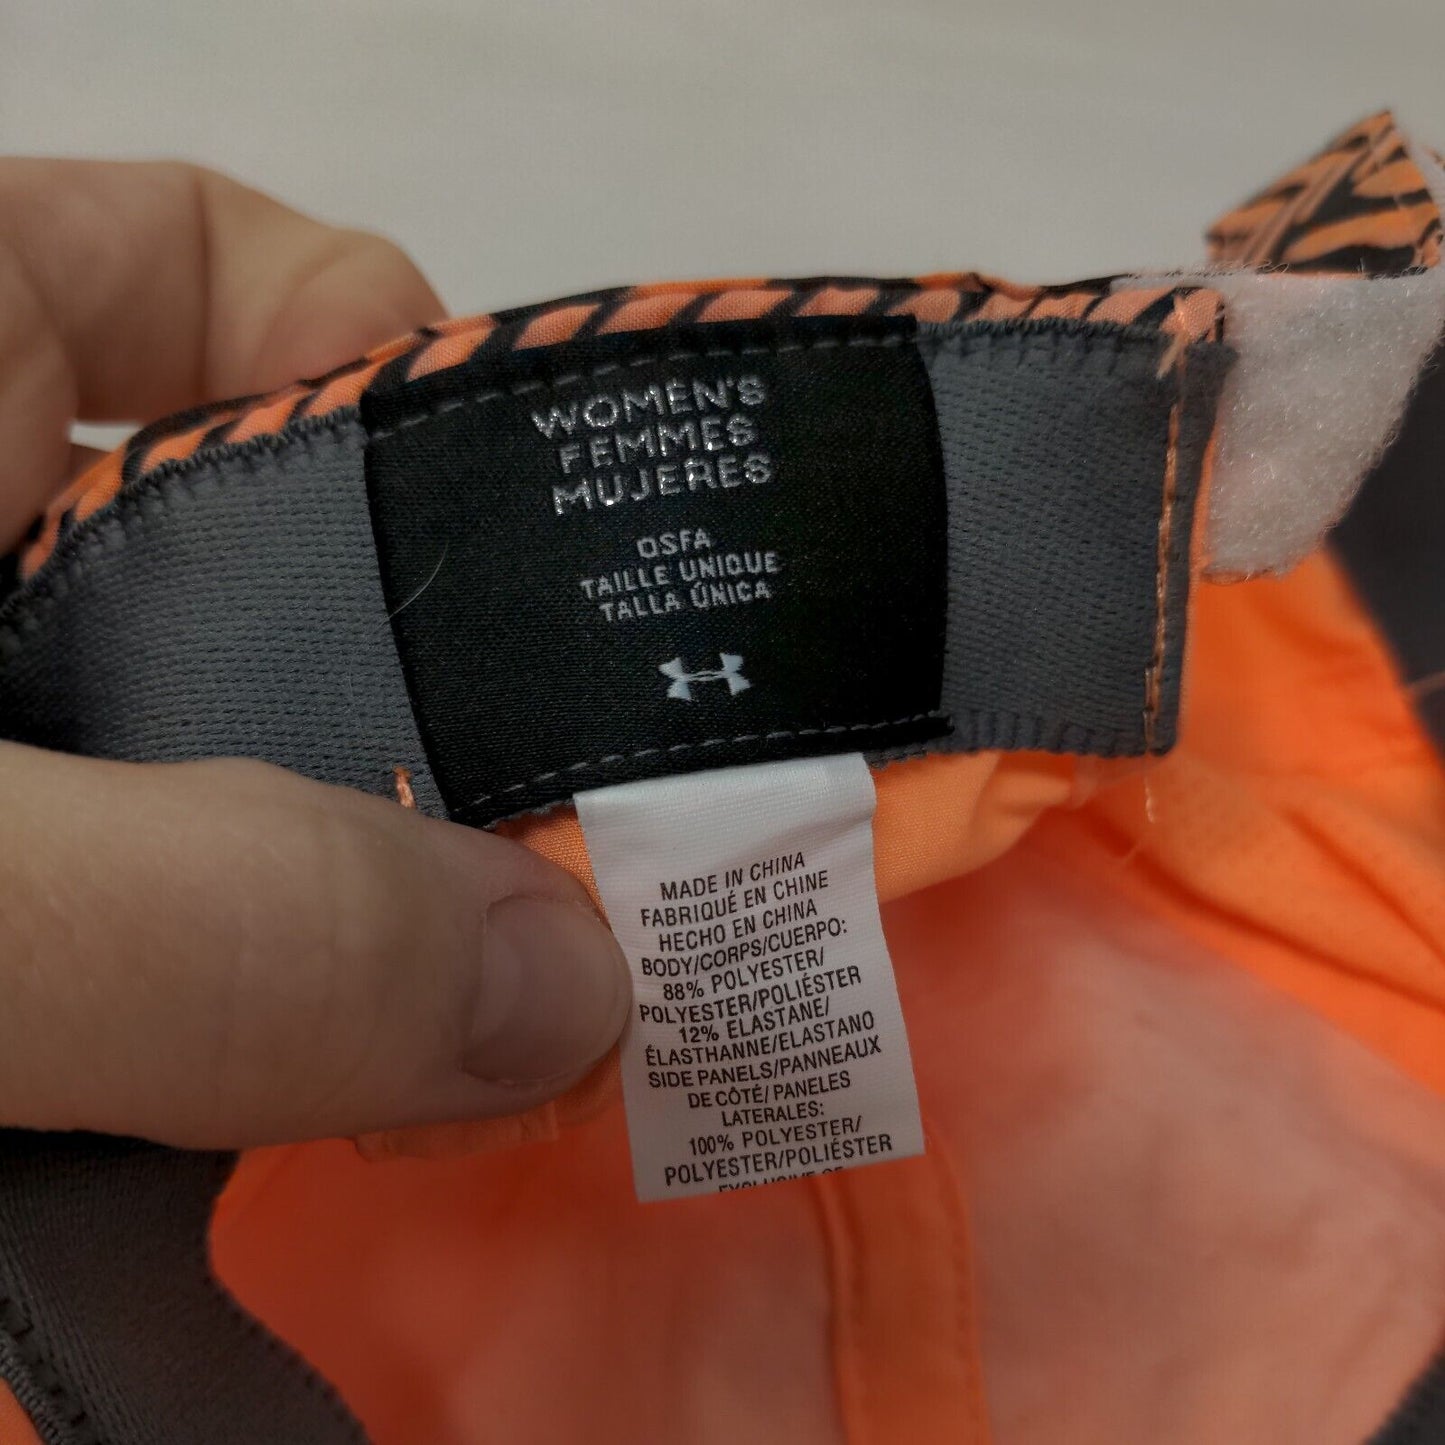 WOMEN'S
FEMMES
MUJERES
OSFA
TAILLE UNIQUE
TALLA ÚNICA
MADE IN CHINA
FABRIQUÉ EN CHINE
HECHO EN CHINA
BODY/CORPS/CUERPO:
88% POLYESTER/
POLYESTER/POLIÉSTER
12% ELASTANE/
ÉLASTHANNE/ELASTANO
SIDE PANELS/PANNEAUX
DE CÔTÉ/ PANELES
LATERALES:
100% POLYESTER/
POLYESTER/POLIÉSTER